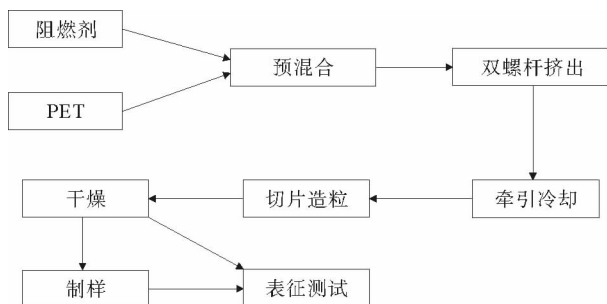 阻燃剂
PET
预混合
双螺杆挤出
牵引冷却
切片造粒
干燥
制样
表征测试